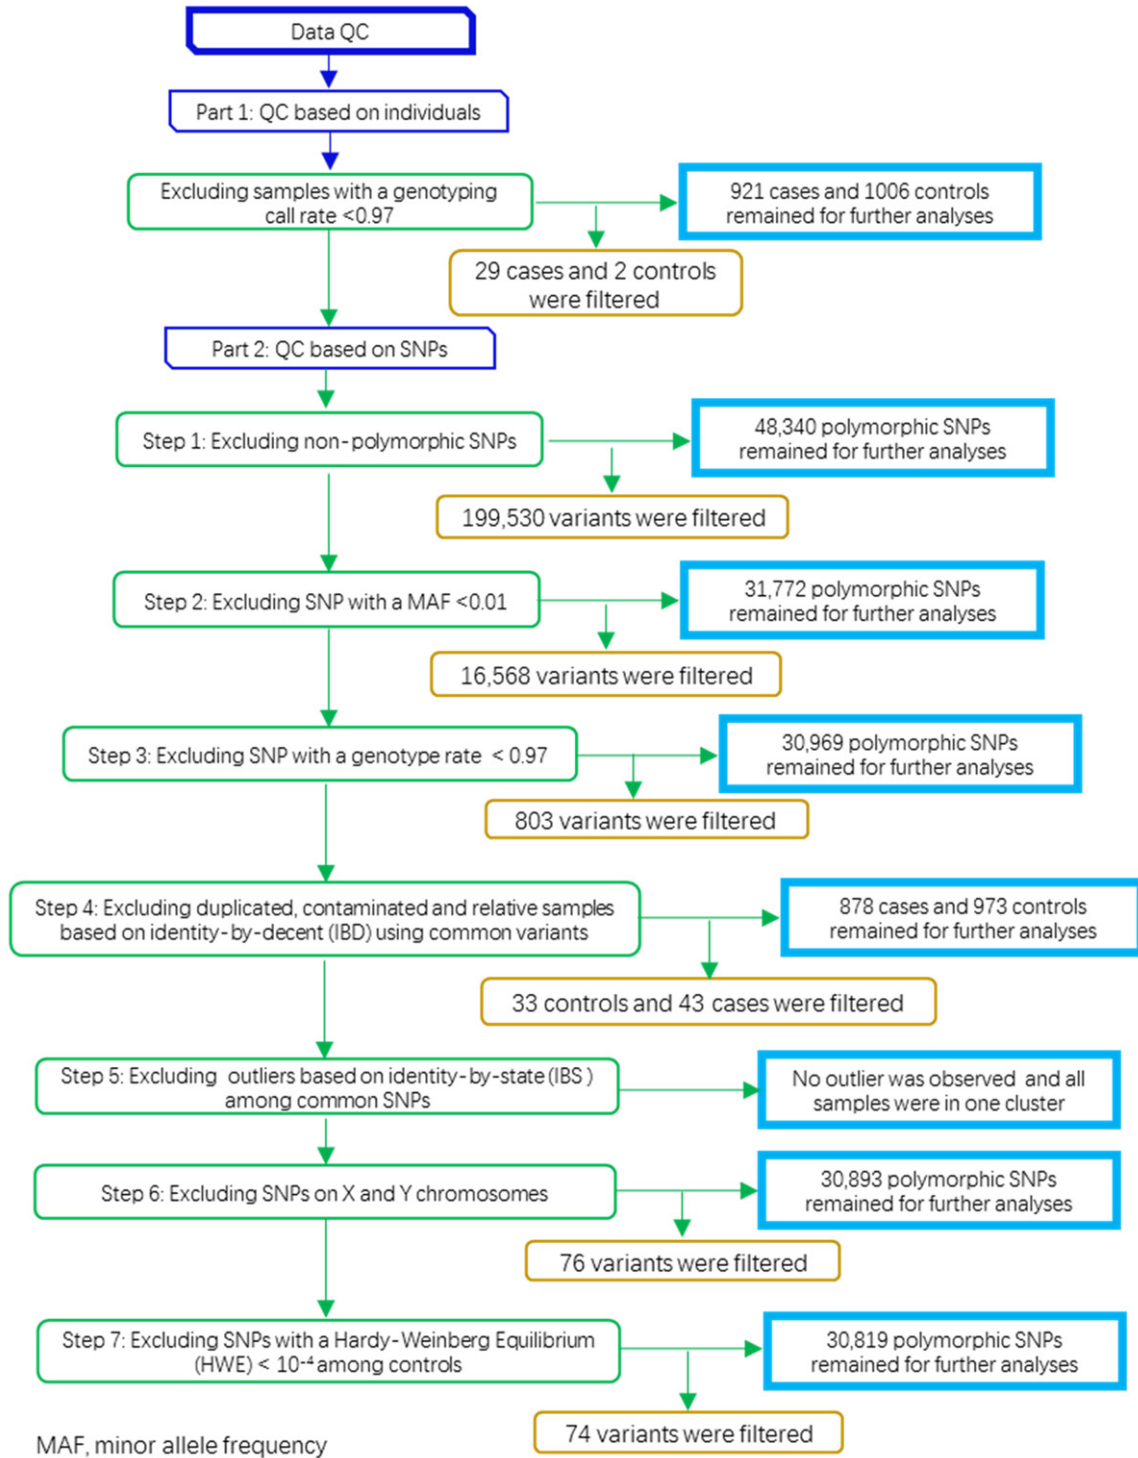 Data QC
Part 1: QC based on individuals
Excluding samples with a genotyping
call rate <0.97
921 cases and 1006 controls
remained for further analyses
29 cases and 2 controls
were filtered
Part 2: QC based on SNPs
Step 1: Excluding non-polymorphic SNPs
48,340 polymorphic SNPs
remained for further analyses
199,530 variants were filtered
Step 2: Excluding SNP with a MAF <0.01
31,772 polymorphic SNPs
remained for further analyses
16,568 variants were filtered
Step 3: Excluding SNP with a genotype rate < 0.97
30,969 polymorphic SNPs
remained for further analyses
803 variants were filtered
Step 4: Excluding duplicated, contaminated and relative samples
based on identity-by-decent (IBD) using common variants
878 cases and 973 controls
remained for further analyses
33 controls and 43 cases were filtered
Step 5: Excluding outliers based on identity-by-state (IBS )
among common SNPs
No outlier was observed and all
samples were in one cluster
Step 6: Excluding SNPs on X and Y chromosomes
30,893 polymorphic SNPs
remained for further analyses
76 variants were filtered
Step 7: Excluding SNPs with a Hardy-Weinberg Equilibrium
(HWE) < 10⁻⁴ among controls
30,819 polymorphic SNPs
remained for further analyses
74 variants were filtered
MAF, minor allele frequency